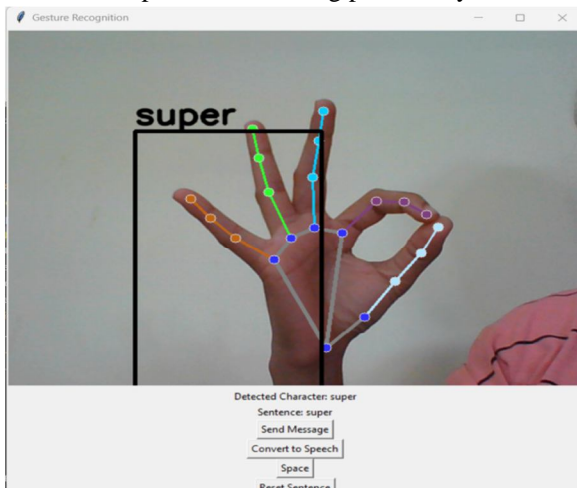 Gesture Recognition
super
Detected Character: super
Sentence: super
Send Message
Convert to Speech
Space
Reset Sentence